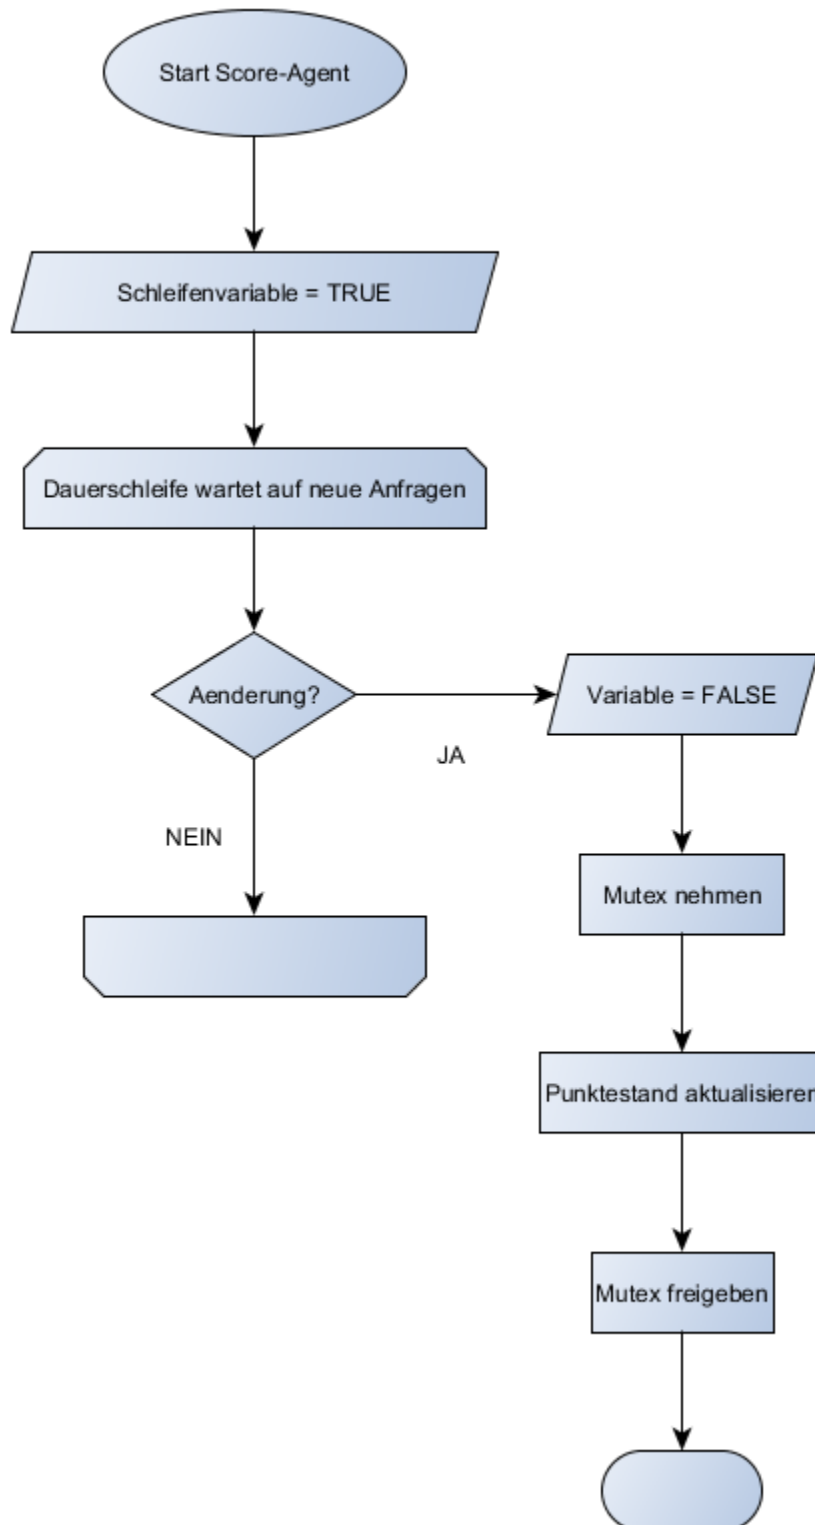 Start Score-Agent
Schleifenvariable = TRUE
Dauerschleife wartet auf neue Anfragen
Aenderung?
JA
NEIN
Variable = FALSE
Mutex nehmen
Punktestand aktualisieren
Mutex freigeben